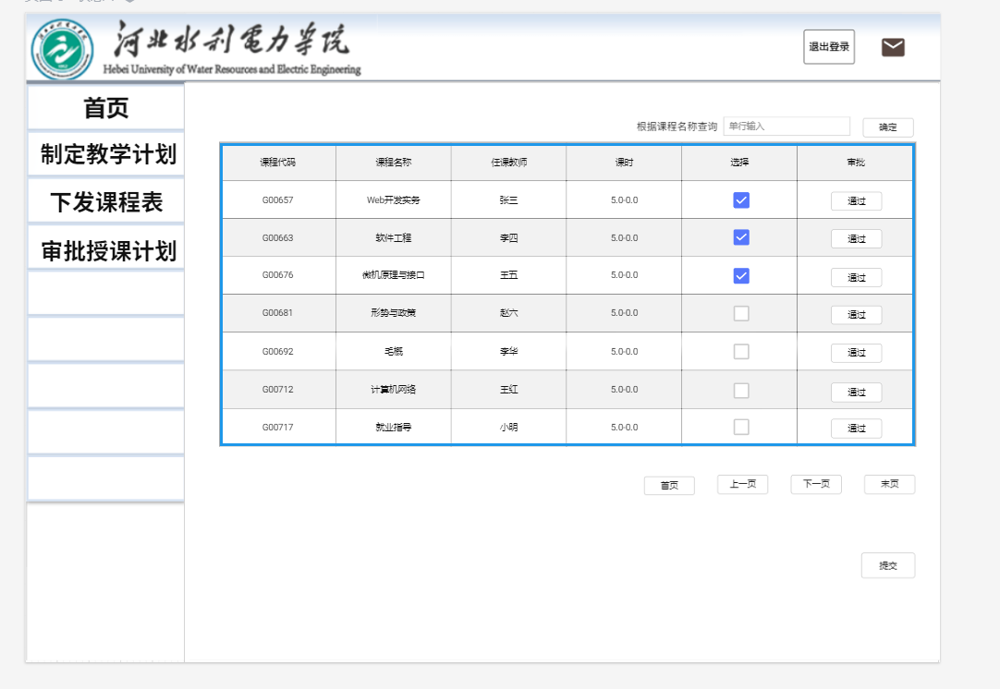 河北水利電力學院
Hebei University of Water Resources and Electric Engineering
退出登录
首页
制定教学计划
下发课程表
审批授课计划
根据课程名称查询 单行输入 确定
课程代码 课程名称 任课教师 课时 选择 审批
G00657 Web开发实务 张三 5.0-0.0 通过
G00663 软件工程 李四 5.0-0.0 通过
G00676 微机原理与接口 王五 5.0-0.0 通过
G00681 形势与政策 赵六 5.0-0.0 通过
G00692 毛概 李华 5.0-0.0 通过
G00712 计算机网络 王红 5.0-0.0 通过
G00717 就业指导 小明 5.0-0.0 通过
首页 上一页 下一页 末页
提交